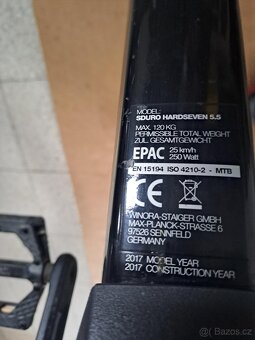 MODEL:
SDURO HARDSEVEN 5.5
MAX. 120 KG
PERMISSIBLE TOTAL WEIGHT
ZUL. GESAMTGEWICHT
EPAC 25 km/h
250 Watt
EN 15194 ISO 4210-2 - MTB
CE
WINORA-STAIGER GMBH
MAX-PLANCK-STRASSE 6
97526 SENNFELD
GERMANY
2017 MODEL YEAR
2017 CONSTRUCTION YEAR
Bazoš.cz